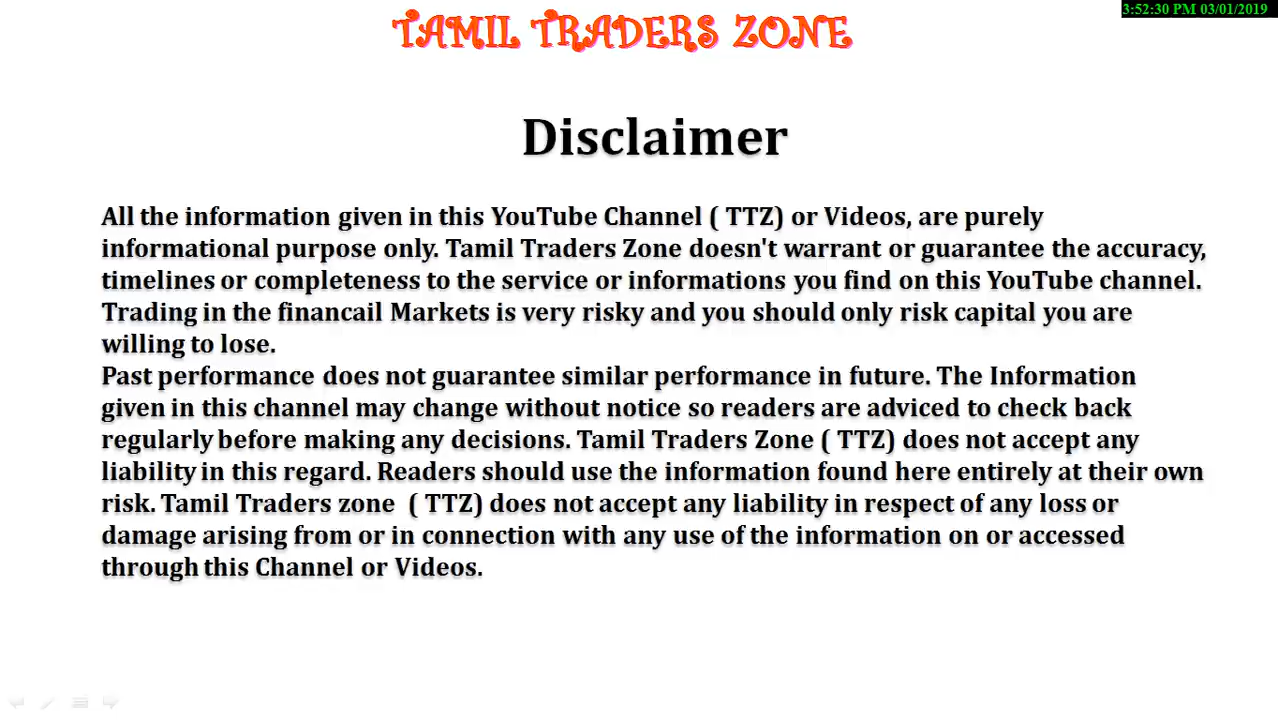 3:52:30 PM 03/01/2019
TAMIL TRADERS ZONE
Disclaimer
All the information given in this YouTube Channel ( TTZ) or Videos, are purely
informational purpose only. Tamil Traders Zone doesn't warrant or guarantee the accuracy,
timelines or completeness to the service or informations you find on this YouTube channel.
Trading in the financail Markets is very risky and you should only risk capital you are
willing to lose.
Past performance does not guarantee similar performance in future. The Information
given in this channel may change without notice so readers are adviced to check back
regularly before making any decisions. Tamil Traders Zone ( TTZ) does not accept any
liability in this regard. Readers should use the information found here entirely at their own
risk. Tamil Traders zone  ( TTZ) does not accept any liability in respect of any loss or
damage arising from or in connection with any use of the information on or accessed
through this Channel or Videos.